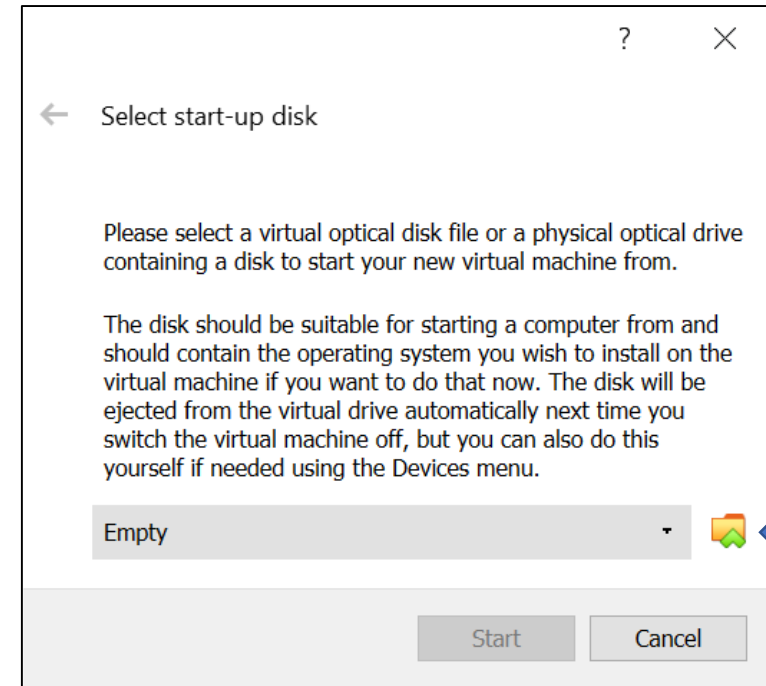 ?
Select start-up disk
Please select a virtual optical disk file or a physical optical drive
containing a disk to start your new virtual machine from.
The disk should be suitable for starting a computer from and
should contain the operating system you wish to install on the
virtual machine if you want to do that now. The disk will be
ejected from the virtual drive automatically next time you
switch the virtual machine off, but you can also do this
yourself if needed using the Devices menu.
Empty
Start Cancel